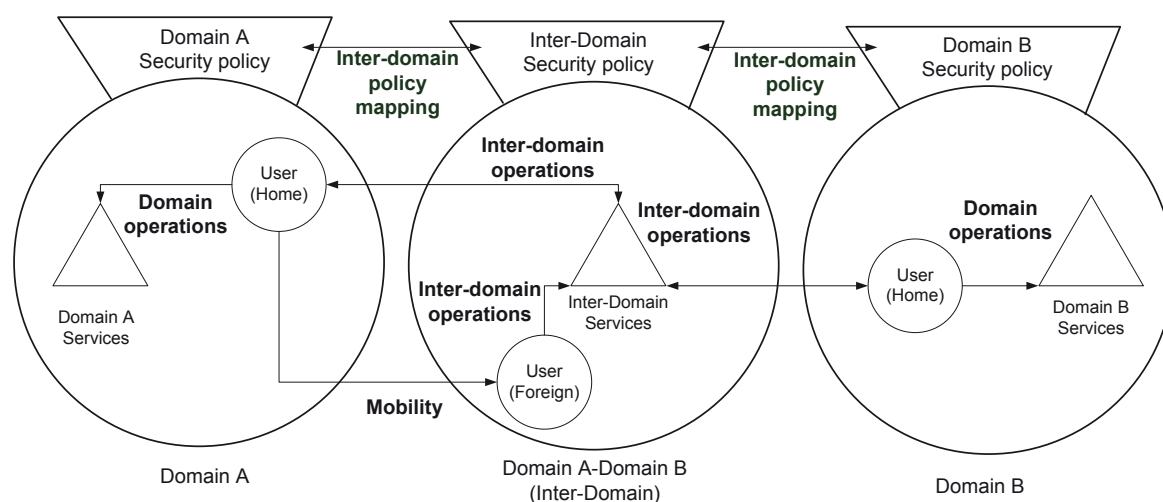 Domain A
Security policy
Inter-domain
policy
mapping
Inter-Domain
Security policy
Inter-domain
policy
mapping
Domain B
Security policy
User
(Home)
Domain
operations
Domain A
Services
Inter-domain
operations
Inter-domain
operations
Inter-domain
operations
Inter-Domain
Services
User
(Foreign)
Mobility
Domain
operations
User
(Home)
Domain B
Services
Domain A
Domain A-Domain B
(Inter-Domain)
Domain B